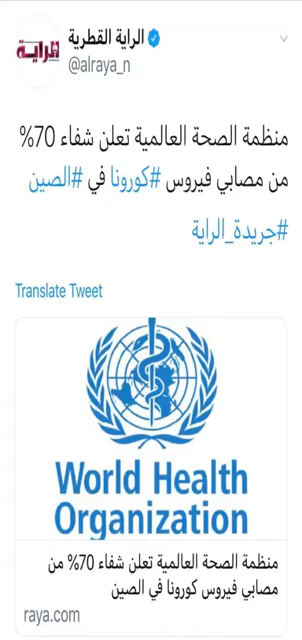 الراية القطرية
@alraya_n
الراية
منظمة الصحة العالمية تعلن شفاء 70%
من مصابي فيروس #كورونا في #الصين
#جريدة_الراية
Translate Tweet
World Health
Organization
منظمة الصحة العالمية تعلن شفاء 70% من
مصابي فيروس كورونا في الصين
raya.com